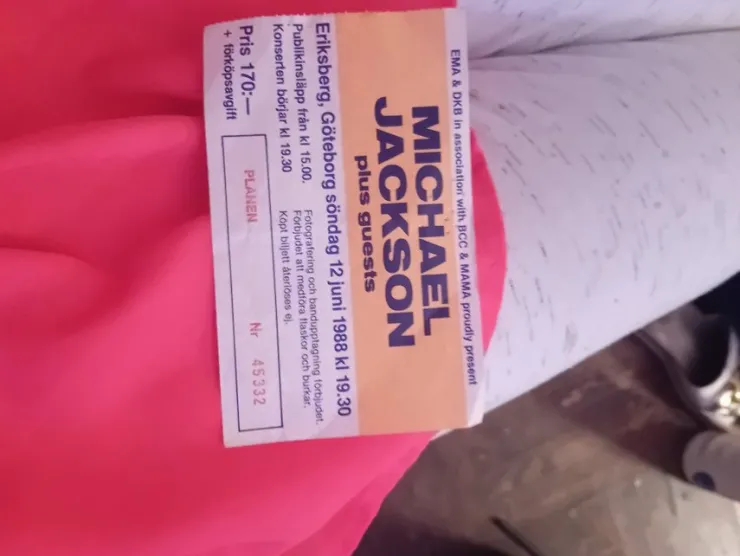 EMA & DKB in association with BCC & MAMA proudly present
MICHAEL
JACKSON
plus guests
Eriksberg, Göteborg söndag 12 juni 1988 kl 19.30
Publikinsläpp från kl 15.00.
Konserten börjar kl 19.30
Fotografering och bandupptagning förbjudet.
Förbjudet att medföra flaskor och burkar.
Köpt biljett återlöses ej.
Pris 170:—
+ förköpsavgift
PLANEN
Nr 45332